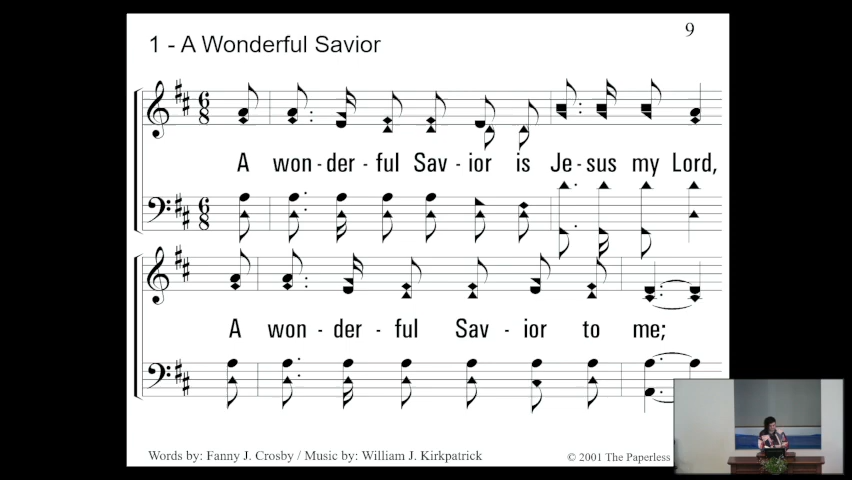 9
1 - A Wonderful Savior
A won - der - ful Sav - ior is Je - sus my Lord,
A won - der - ful Sav - ior to me;
Words by: Fanny J. Crosby / Music by: William J. Kirkpatrick © 2001 The Paperless